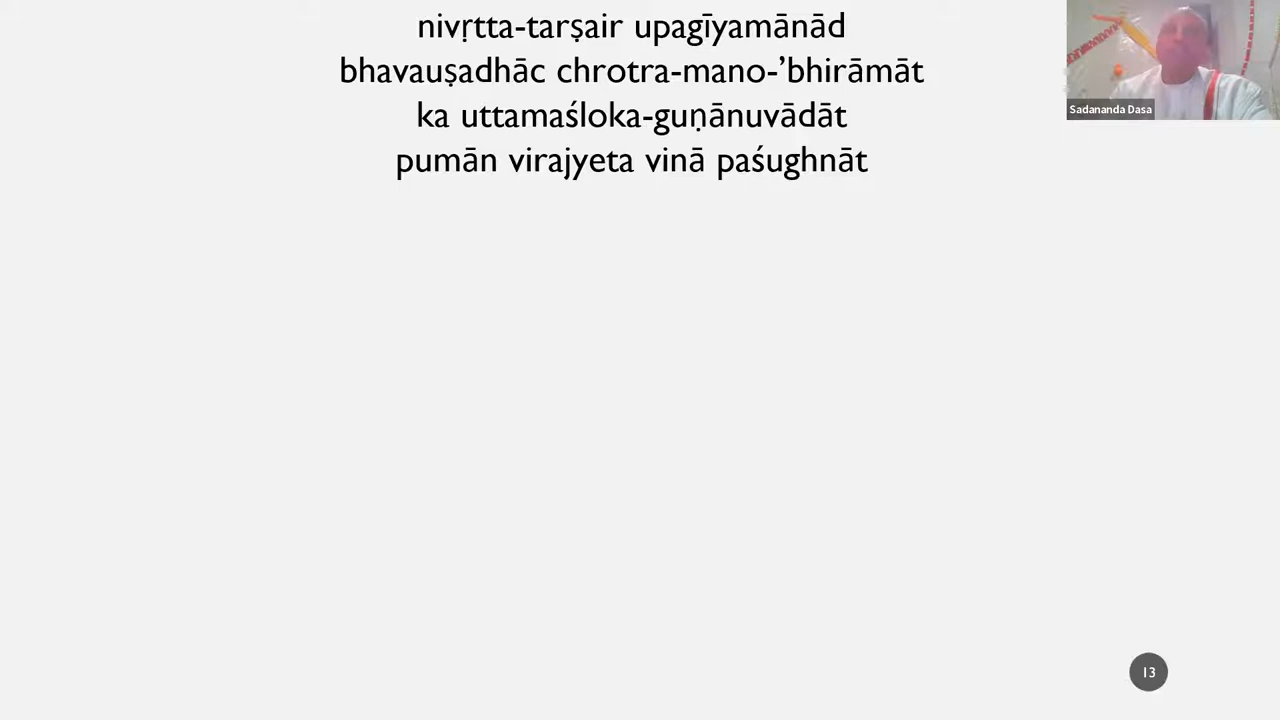 nivṛtta-tarṣair upagīyamānād
bhavauṣadhāc chrotra-mano-’bhirāmāt
ka uttamaśloka-guṇānuvādāt
pumān virajyeta vinā paśughnāt
Sadananda Dasa
13